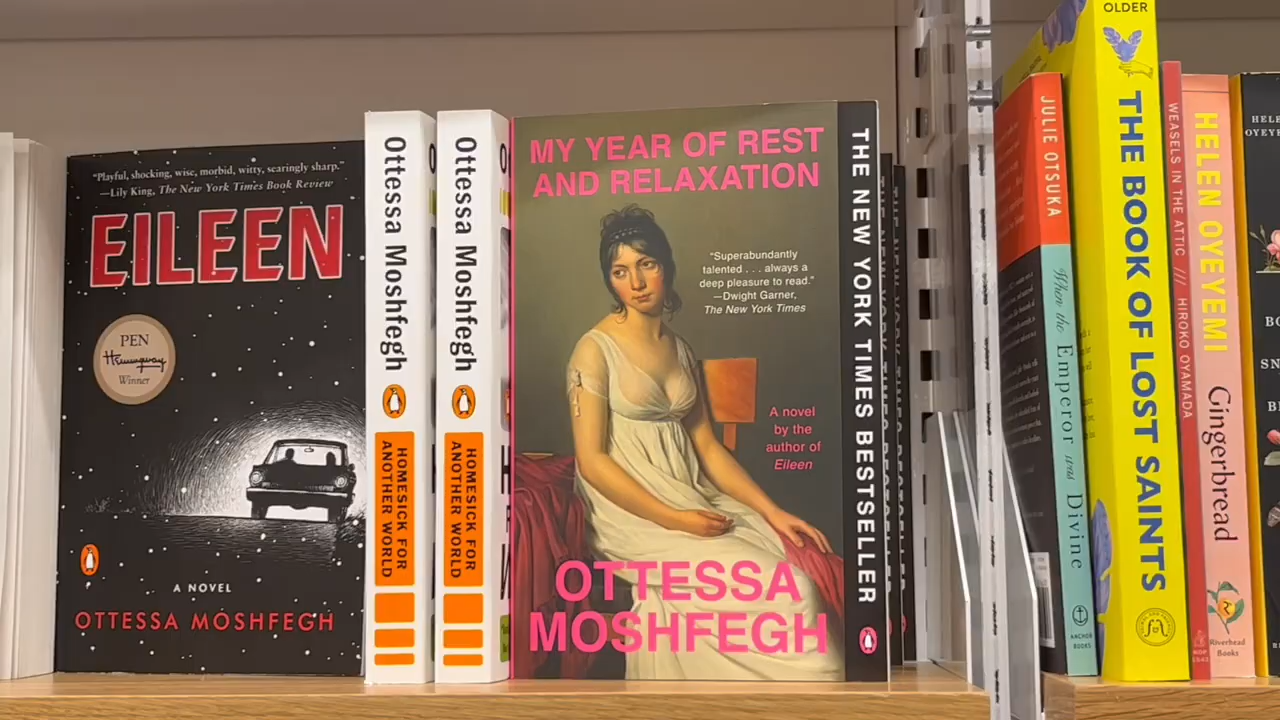 "Playful, shocking, wise, morbid, witty, searingly sharp."
—Lily King, The New York Times Book Review
EILEEN
PEN
Hemingway
Winner
A NOVEL
OTTESSA MOSHFEGH
Ottessa Moshfegh
HOMESICK FOR
ANOTHER WORLD
Ottessa Moshfegh
HOMESICK FOR
ANOTHER WORLD
MY YEAR OF REST
AND RELAXATION
"Superabundantly
talented . . . always a
deep pleasure to read."
—Dwight Garner,
The New York Times
A novel
by the
author of
Eileen
OTTESSA
MOSHFEGH
THE NEW YORK TIMES BESTSELLER
JULIE OTSUKA
When the Emperor was Divine
ANCHOR
BOOKS
OLDER
THE BOOK OF LOST SAINTS
WEASELS IN THE ATTIC /// HIROKO OYAMADA
HELEN OYEYEMI
Gingerbread
Riverhead
Books